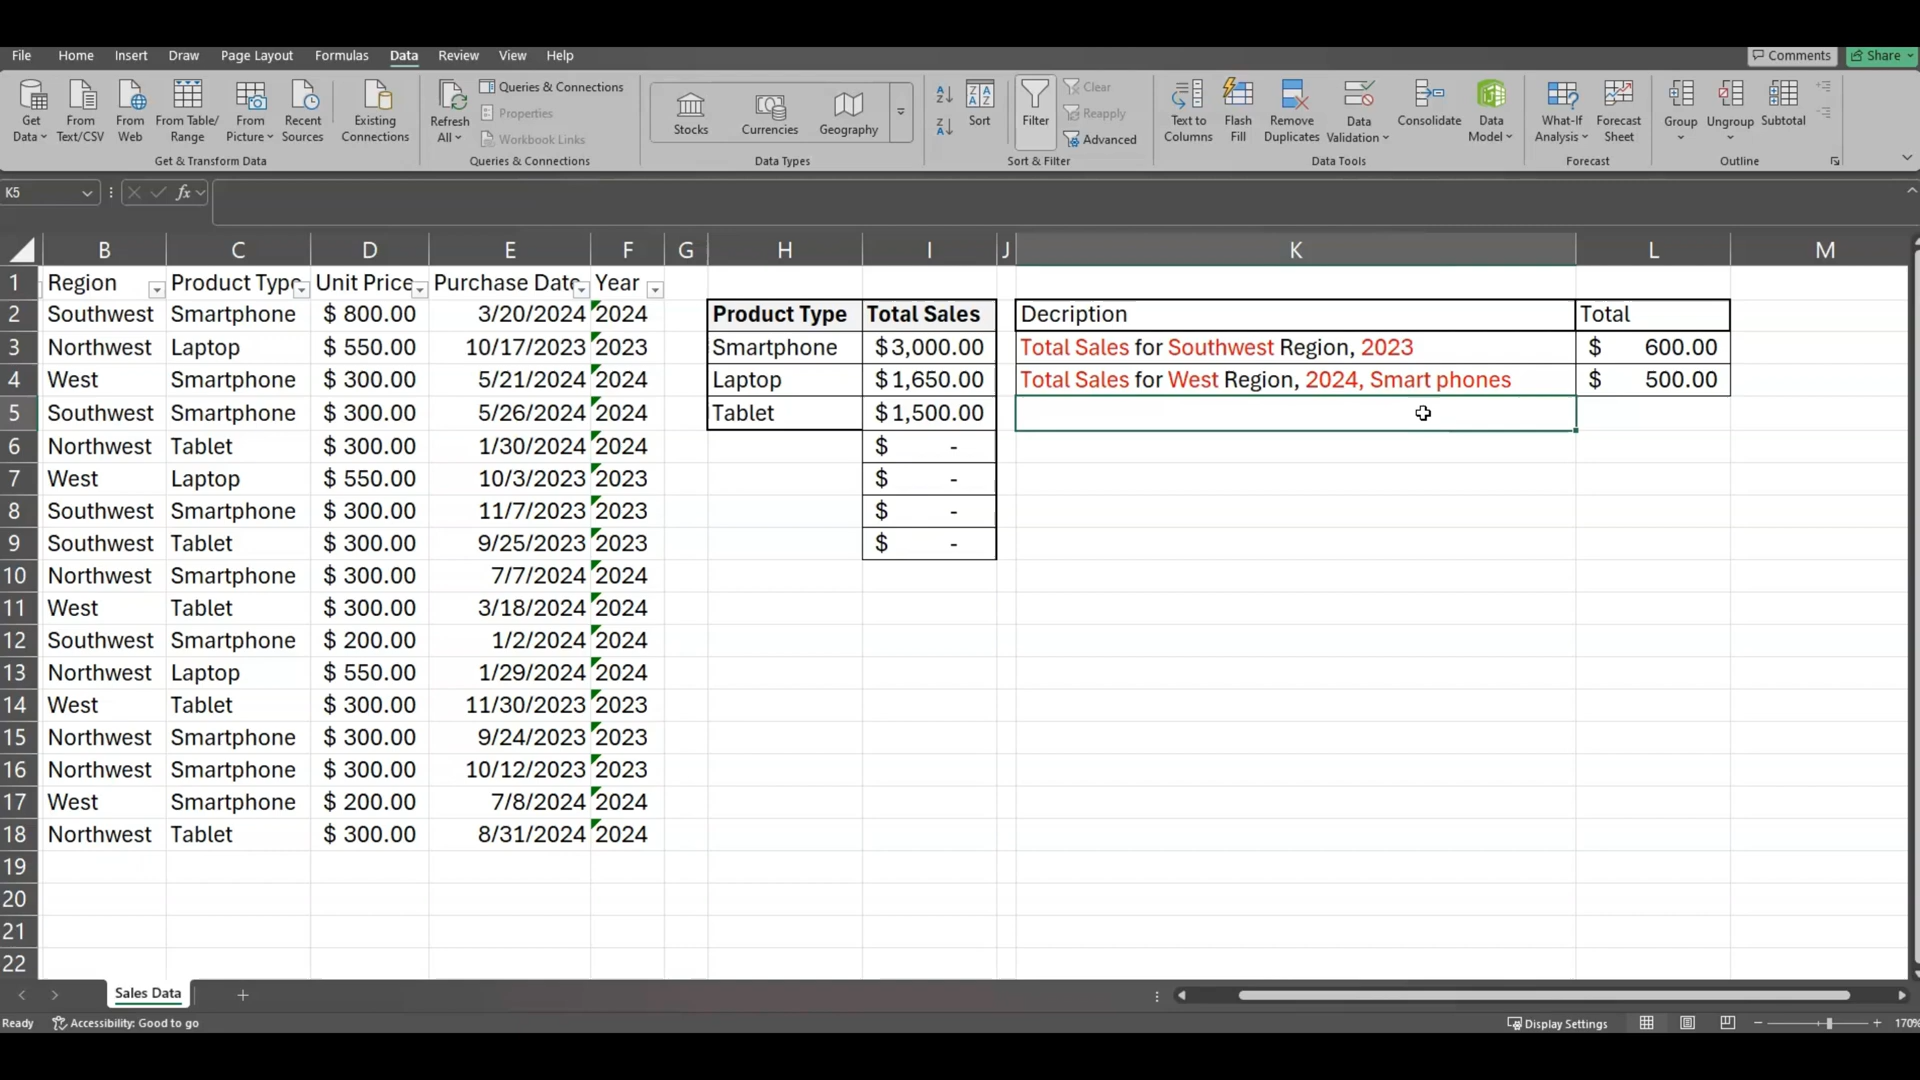 File Home Insert Draw Page Layout Formulas Data Review View Help Comments Share
Get Data From Text/CSV From Web From Table/ Range From Picture Recent Sources Existing Connections
Get & Transform Data
Refresh All Queries & Connections Properties Workbook Links
Queries & Connections
Stocks Currencies Geography
Data Types
Sort Filter Clear Reapply Advanced
Sort & Filter
Text to Columns Flash Fill Remove Duplicates Data Validation Consolidate Data Model
Data Tools
What-If Analysis Forecast Sheet
Forecast
Group Ungroup Subtotal
Outline
K5 fx
B C D E F G H I J K L M
1 Region Product Type Unit Price Purchase Date Year
2 Southwest Smartphone $ 800.00 3/20/2024 2024 Product Type Total Sales Decription Total
3 Northwest Laptop $ 550.00 10/17/2023 2023 Smartphone $3,000.00 Total Sales for Southwest Region, 2023 $ 600.00
4 West Smartphone $ 300.00 5/21/2024 2024 Laptop $1,650.00 Total Sales for West Region, 2024, Smart phones $ 500.00
5 Southwest Smartphone $ 300.00 5/26/2024 2024 Tablet $1,500.00
6 Northwest Tablet $ 300.00 1/30/2024 2024 $ -
7 West Laptop $ 550.00 10/3/2023 2023 $ -
8 Southwest Smartphone $ 300.00 11/7/2023 2023 $ -
9 Southwest Tablet $ 300.00 9/25/2023 2023 $ -
10 Northwest Smartphone $ 300.00 7/7/2024 2024
11 West Tablet $ 300.00 3/18/2024 2024
12 Southwest Smartphone $ 200.00 1/2/2024 2024
13 Northwest Laptop $ 550.00 1/29/2024 2024
14 West Tablet $ 300.00 11/30/2023 2023
15 Northwest Smartphone $ 300.00 9/24/2023 2023
16 Northwest Smartphone $ 300.00 10/12/2023 2023
17 West Smartphone $ 200.00 7/8/2024 2024
18 Northwest Tablet $ 300.00 8/31/2024 2024
19
20
21
22
Sales Data
Ready Accessibility: Good to go Display Settings 170%